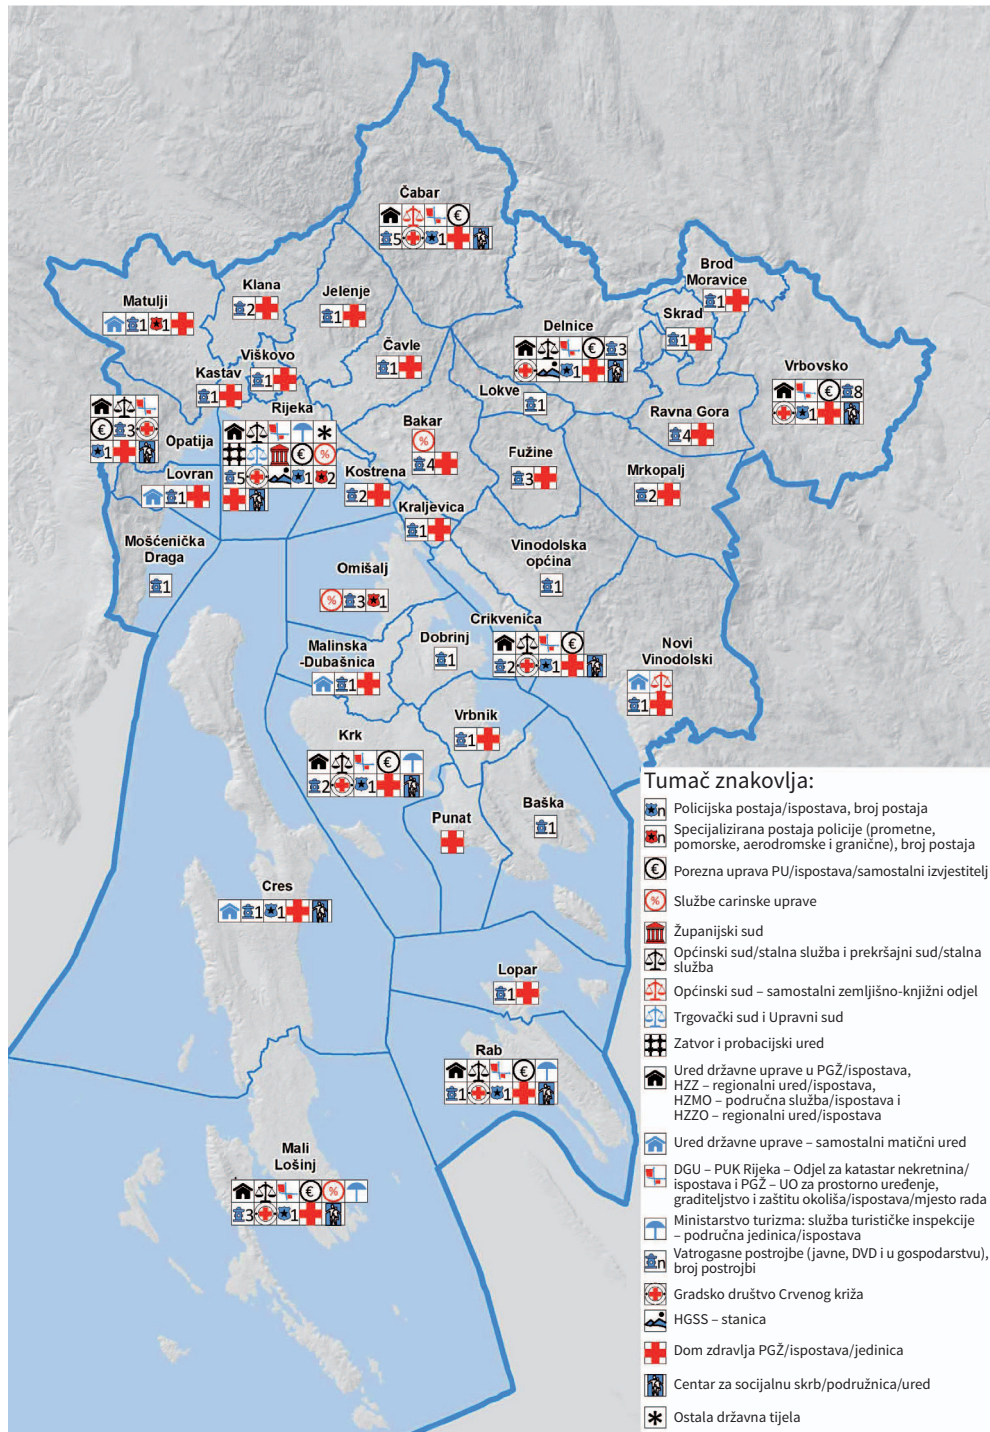 Čabar
5
1
Brod
Moravice
1
Klana
2
Matulji
1
1
Jelenje
1
Skrad
1
Delnice
3
1
Čavle
1
Viškovo
1
Kastav
1
Vrbovsko
8
1
Lokve
1
Rijeka
5
1
2
3
1
Opatija
Bakar
4
Ravna Gora
4
Fužine
3
Lovran
1
Kostrena
2
Mrkopalj
2
Kraljevica
1
Mošćenička
Draga
1
Vinodolska
općina
1
Omišalj
3
1
Crikvenica
2
1
Dobrinj
1
Malinska
-Dubašnica
1
Novi
Vinodolski
1
Vrbnik
1
Krk
2
1
Baška
1
Punat
Cres
1
1
Lopar
1
Rab
1
1
Mali
Lošinj
3
1
Tumač znakovlja:
n Policijska postaja/ispostava, broj postaja
n Specijalizirana postaja policije (prometne,
pomorske, aerodromske i granične), broj postaja
€ Porezna uprava PU/ispostava/samostalni izvjestitelj
% Službe carinske uprave
Županijski sud
Općinski sud/stalna služba i prekršajni sud/stalna
služba
Općinski sud – samostalni zemljišno-knjižni odjel
Trgovački sud i Upravni sud
Zatvor i probacijski ured
Ured državne uprave u PGŽ/ispostava,
HZZ – regionalni ured/ispostava,
HZMO – područna služba/ispostava i
HZZO – regionalni ured/ispostava
Ured državne uprave – samostalni matični ured
DGU – PUK Rijeka – Odjel za katastar nekretnina/
ispostava i PGŽ – UO za prostorno uređenje,
graditeljstvo i zaštitu okoliša/ispostava/mjesto rada
Ministarstvo turizma: služba turističke inspekcije
– područna jedinica/ispostava
n Vatrogasne postrojbe (javne, DVD i u gospodarstvu),
broj postrojbi
Gradsko društvo Crvenog križa
HGSS – stanica
Dom zdravlja PGŽ/ispostava/jedinica
Centar za socijalnu skrb/podružnica/ured
Ostala državna tijela